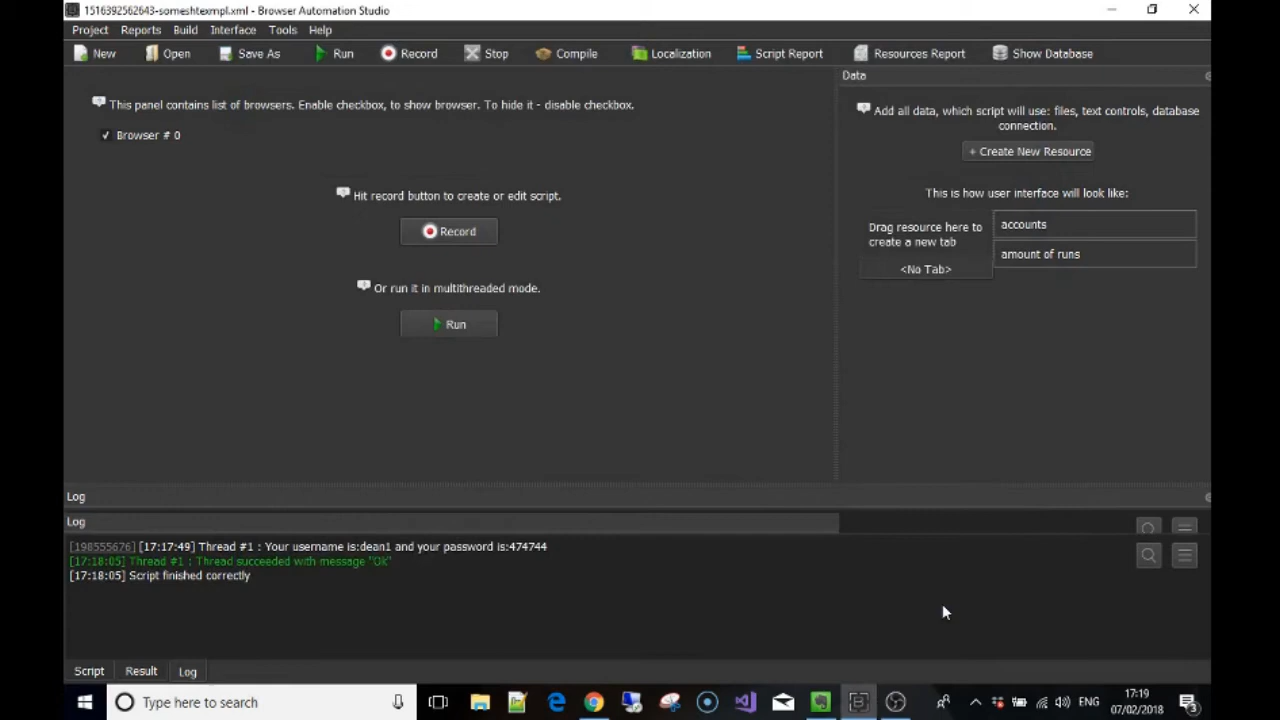 1516392562643-someshtexmpl.xml - Browser Automation Studio
Project Reports Build Interface Tools Help
New Open Save As Run Record Stop Compile Localization Script Report Resources Report Show Database
This panel contains list of browsers. Enable checkbox, to show browser. To hide it - disable checkbox.
Browser # 0
Hit record button to create or edit script.
Record
Or run it in multithreaded mode.
Run
Data
Add all data, which script will use: files, text controls, database
connection.
+ Create New Resource
This is how user interface will look like:
Drag resource here to
create a new tab
<No Tab>
accounts
amount of runs
Log
Log
[198555676] [17:17:49] Thread #1 : Your username is:dean1 and your password is:474744
[17:18:05] Thread #1 : Thread succeeded with message "Ok"
[17:18:05] Script finished correctly
Script Result Log
Type here to search
ENG
17:19
07/02/2018
3